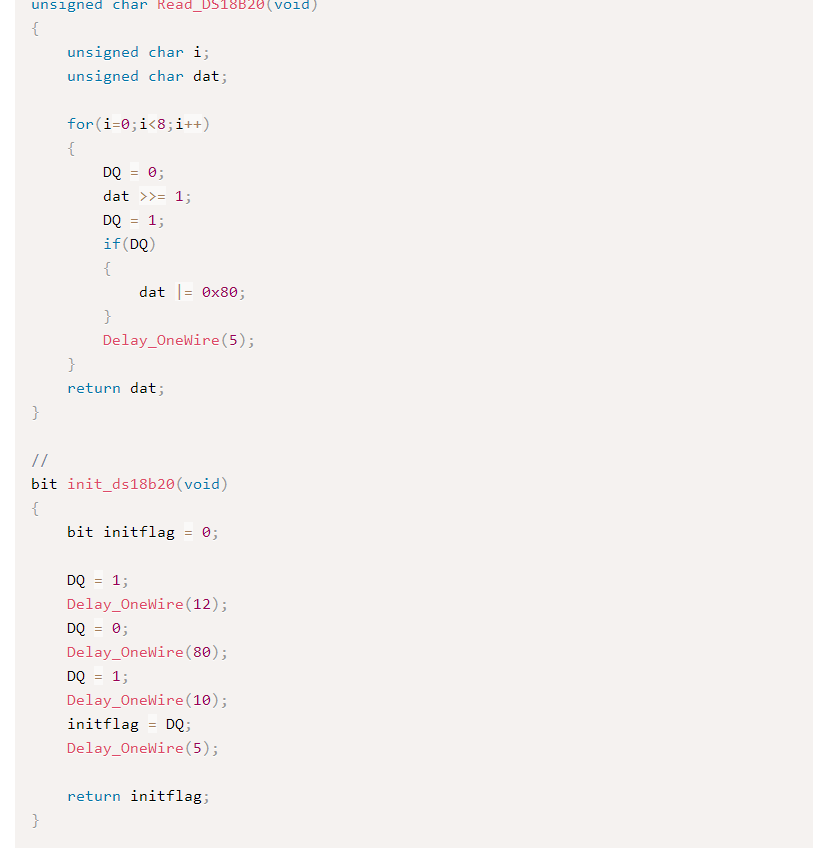 unsigned char Read_DS18B20(void)
{
unsigned char i;
unsigned char dat;
for(i=0;i<8;i++)
{
DQ = 0;
dat >>= 1;
DQ = 1;
if(DQ)
{
dat |= 0x80;
}
Delay_OneWire(5);
}
return dat;
}
//
bit init_ds18b20(void)
{
bit initflag = 0;
DQ = 1;
Delay_OneWire(12);
DQ = 0;
Delay_OneWire(80);
DQ = 1;
Delay_OneWire(10);
initflag = DQ;
Delay_OneWire(5);
return initflag;
}